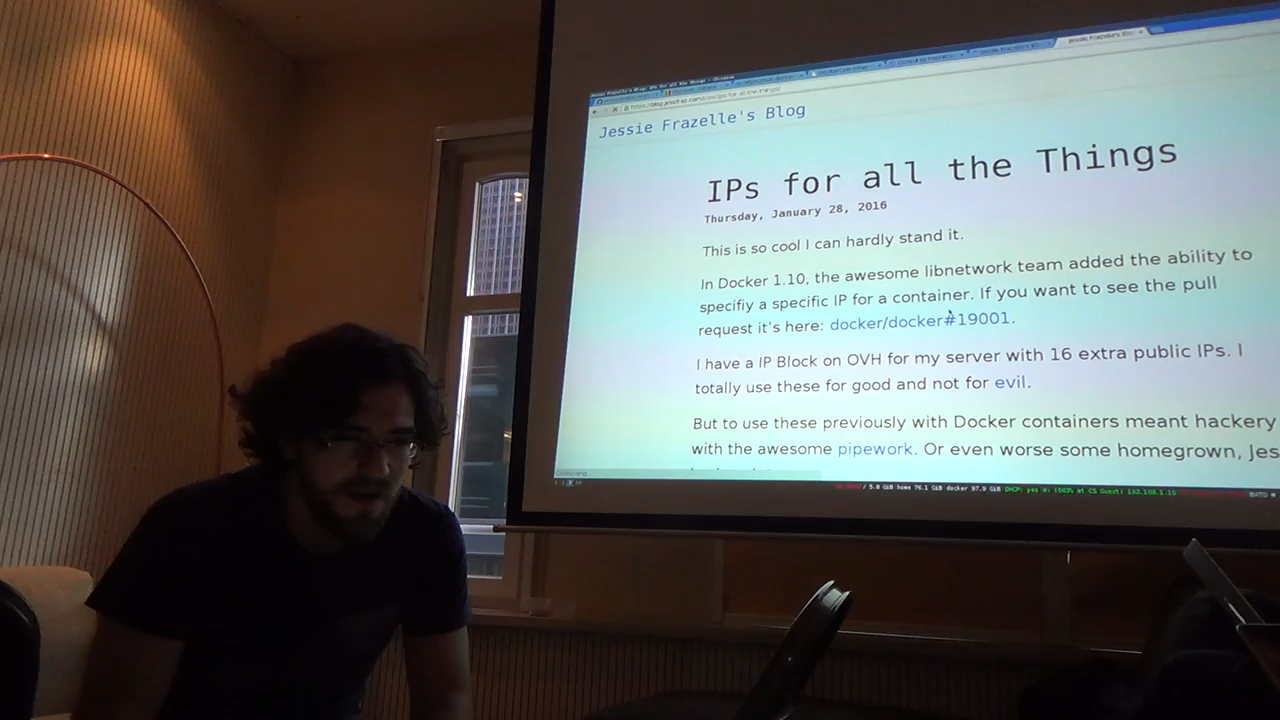 Jessie Frazelle's Blog
IPs for all the Things
Thursday, January 28, 2016
This is so cool I can hardly stand it.
In Docker 1.10, the awesome libnetwork team added the ability to
specifiy a specific IP for a container. If you want to see the pull
request it's here: docker/docker#19001.
I have a IP Block on OVH for my server with 16 extra public IPs. I
totally use these for good and not for evil.
But to use these previously with Docker containers meant hackery
with the awesome pipework. Or even worse some homegrown, Jes